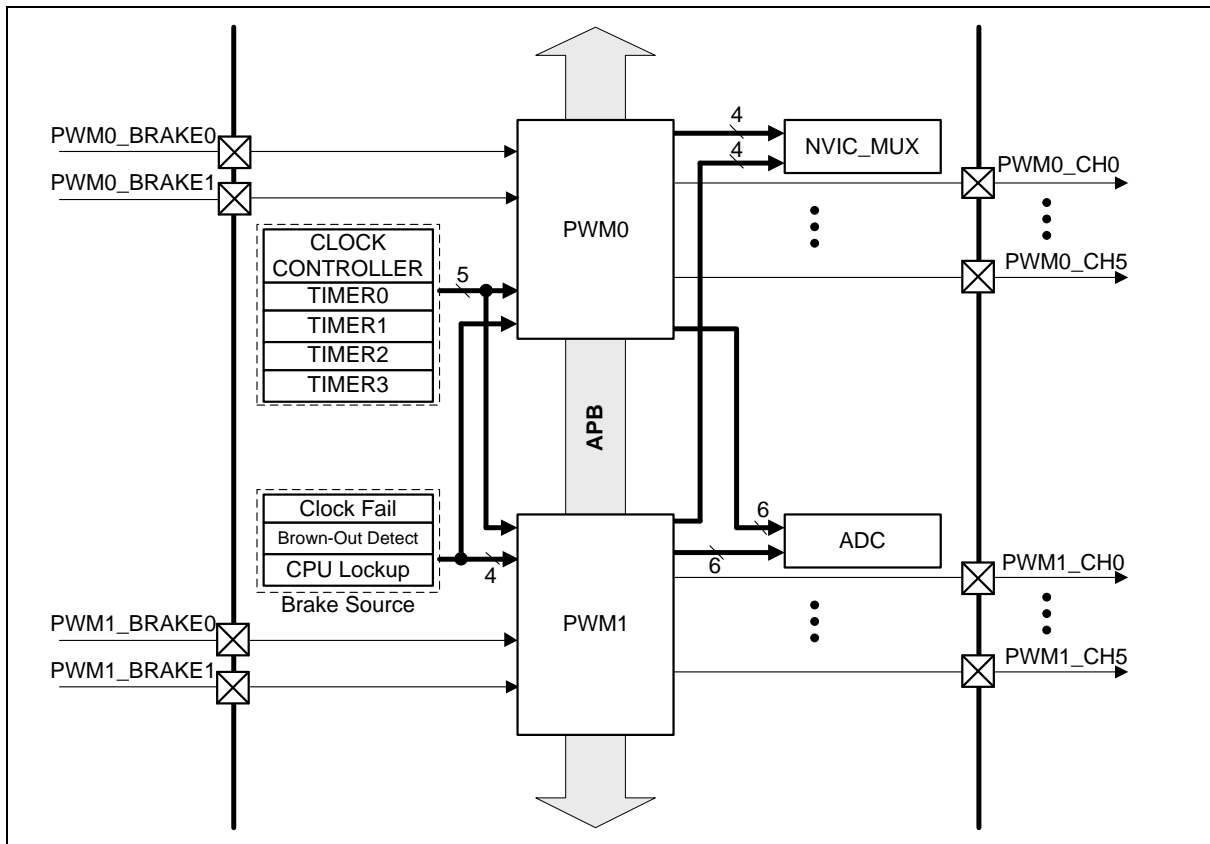 PWM0_BRAKE0
PWM0_BRAKE1
CLOCK
CONTROLLER
TIMER0
TIMER1
TIMER2
TIMER3
5
Clock Fail
Brown-Out Detect
CPU Lockup
Brake Source
4
PWM1_BRAKE0
PWM1_BRAKE1
PWM0
APB
PWM1
4
4
NVIC_MUX
PWM0_CH0
PWM0_CH5
6
6
ADC
PWM1_CH0
PWM1_CH5